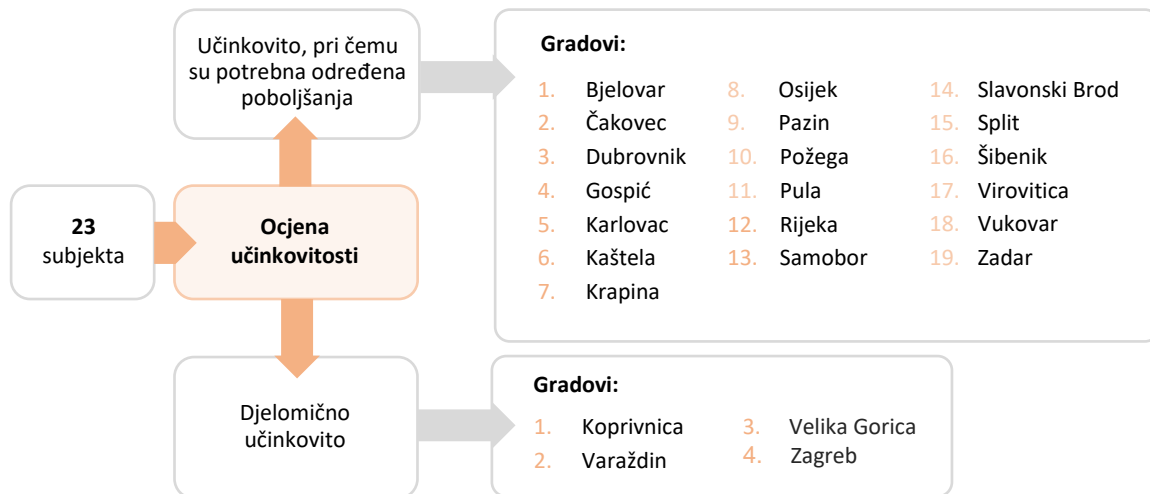 Učinkovito, pri čemu
su potrebna određena
poboljšanja
Gradovi:
1. Bjelovar
2. Čakovec
3. Dubrovnik
4. Gospić
5. Karlovac
6. Kaštela
7. Krapina
8. Osijek
9. Pazin
10. Požega
11. Pula
12. Rijeka
13. Samobor
14. Slavonski Brod
15. Split
16. Šibenik
17. Virovitica
18. Vukovar
19. Zadar
23
subjekta
Ocjena
učinkovitosti
Djelomično
učinkovito
Gradovi:
1. Koprivnica
2. Varaždin
3. Velika Gorica
4. Zagreb